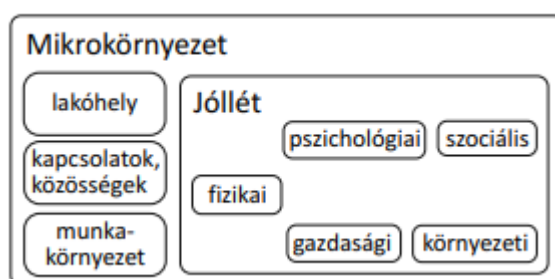 Mikrokörnyezet
lakóhely
kapcsolatok,
közösségek
munka-
környezet
Jóllét
pszichológiai
szociális
fizikai
gazdasági
környezeti